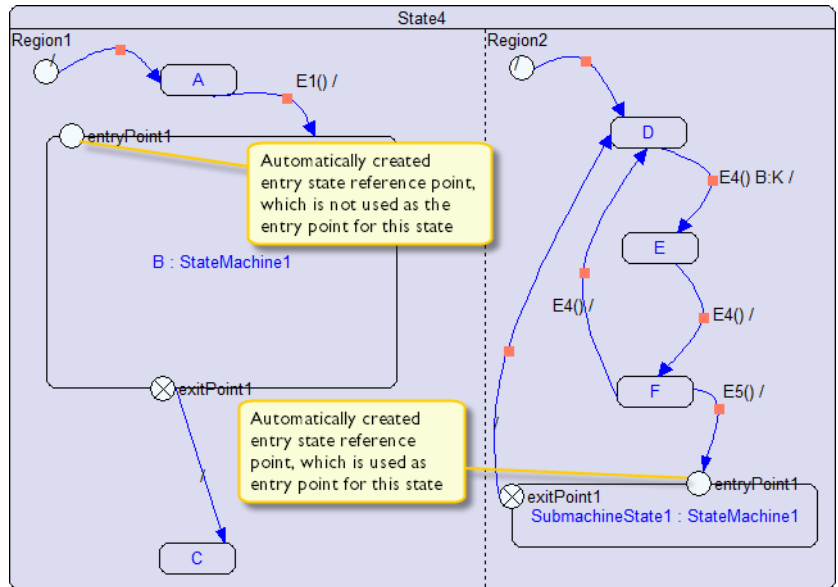 State4
Region1
/
A
E1() /
entryPoint1
Automatically created
entry state reference point,
which is not used as the
entry point for this state
B : StateMachine1
exitPoint1
/
C
Region2
/
D
E4() B:K /
E
E4() /
E4() /
F
E5() /
Automatically created
entry state reference
point, which is used as
entry point for this state
/
entryPoint1
exitPoint1
SubmachineState1 : StateMachine1